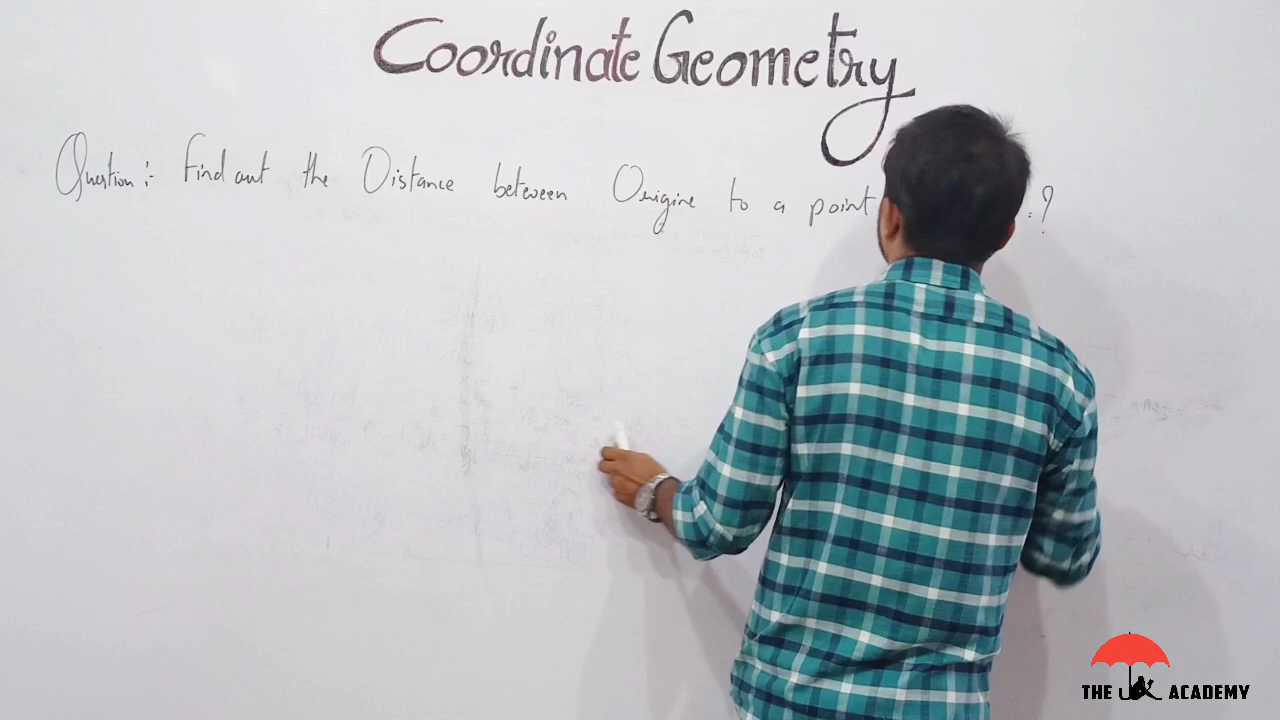 Coordinate Geometry
Question :- Find out the Distance between Origine to a point .?
THE ACADEMY